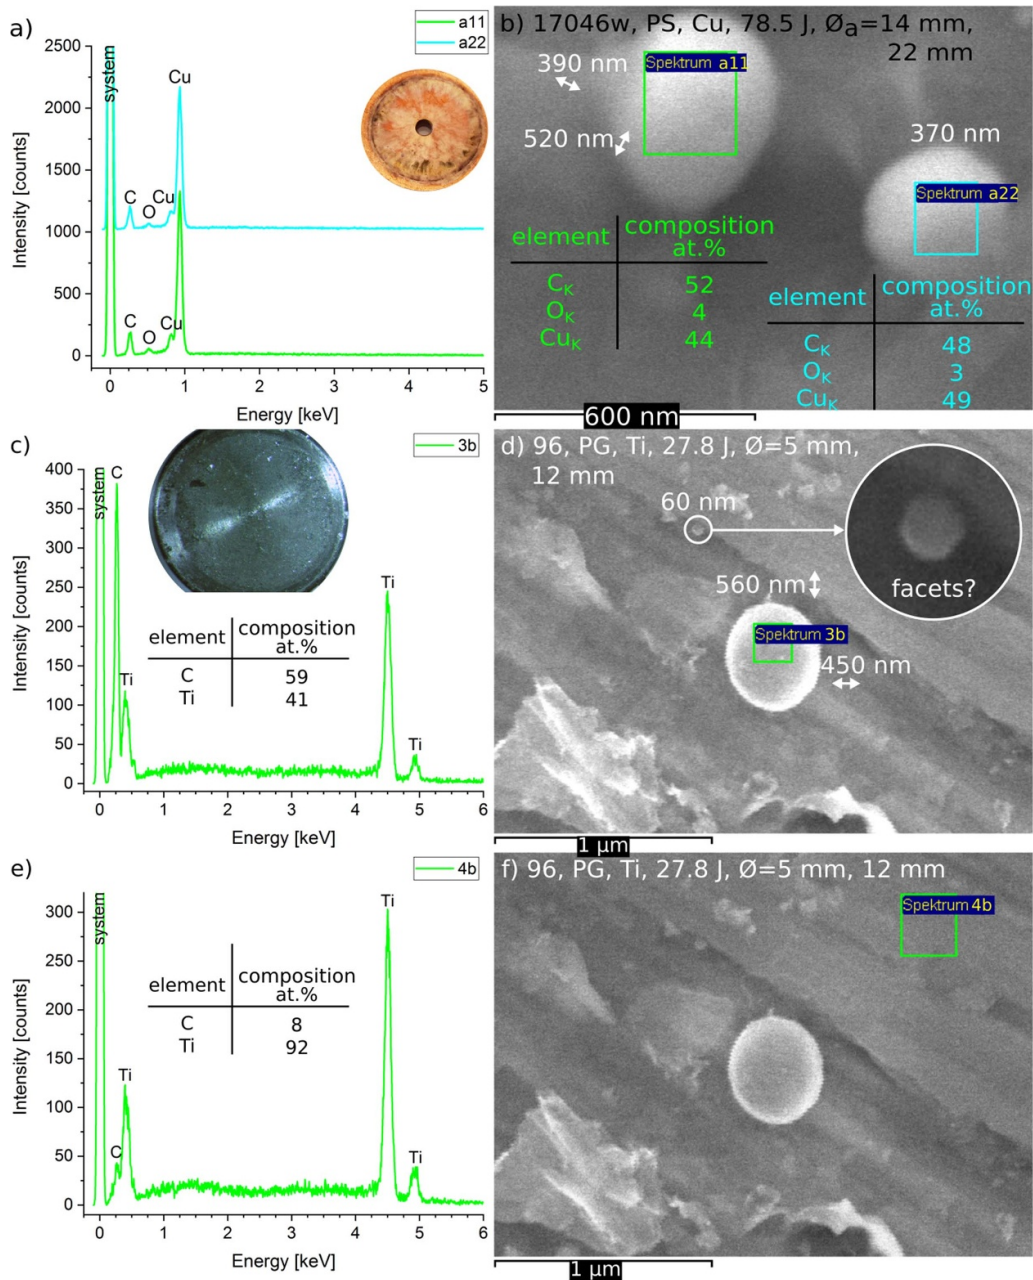 a)
a11
a22
2500
2000
1500
1000
500
0
Intensity [counts]
system
Cu
C
O
Cu
C
O
Cu
0
1
2
3
4
5
Energy [keV]
b) 17046w, PS, Cu, 78.5 J, Øa=14 mm,
22 mm
390 nm
Spektrum a11
520 nm
370 nm
Spektrum a22
element
composition
at.%
CK
52
OK
4
CuK
44
element
composition
at.%
CK
48
OK
3
CuK
49
600 nm
c)
3b
400
350
300
250
200
150
100
50
0
Intensity [counts]
system
C
Ti
Ti
Ti
element
composition
at.%
C
59
Ti
41
0
1
2
3
4
5
6
Energy [keV]
d) 96, PG, Ti, 27.8 J, Ø=5 mm,
12 mm
60 nm
facets?
560 nm
Spektrum 3b
450 nm
1 µm
e)
4b
300
250
200
150
100
50
0
Intensity [counts]
system
C
Ti
Ti
Ti
element
composition
at.%
C
8
Ti
92
0
1
2
3
4
5
6
Energy [keV]
f) 96, PG, Ti, 27.8 J, Ø=5 mm, 12 mm
Spektrum 4b
1 µm